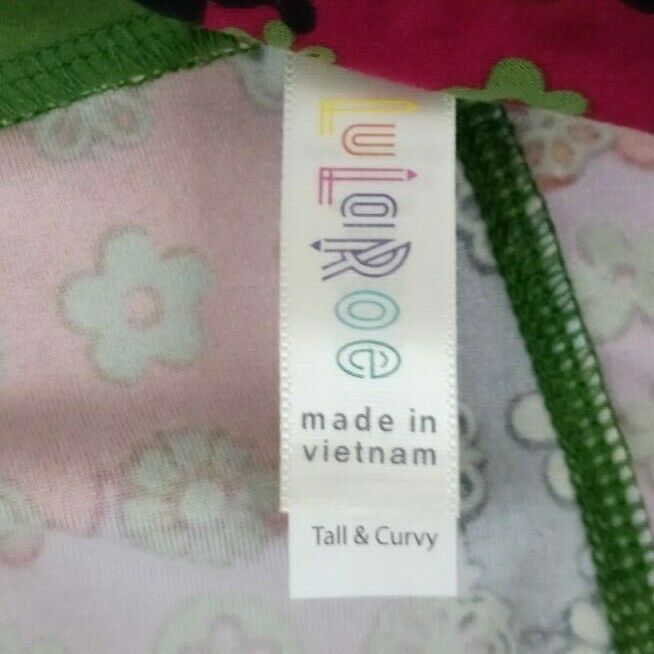 LuLaRoe
made in
vietnam
Tall & Curvy